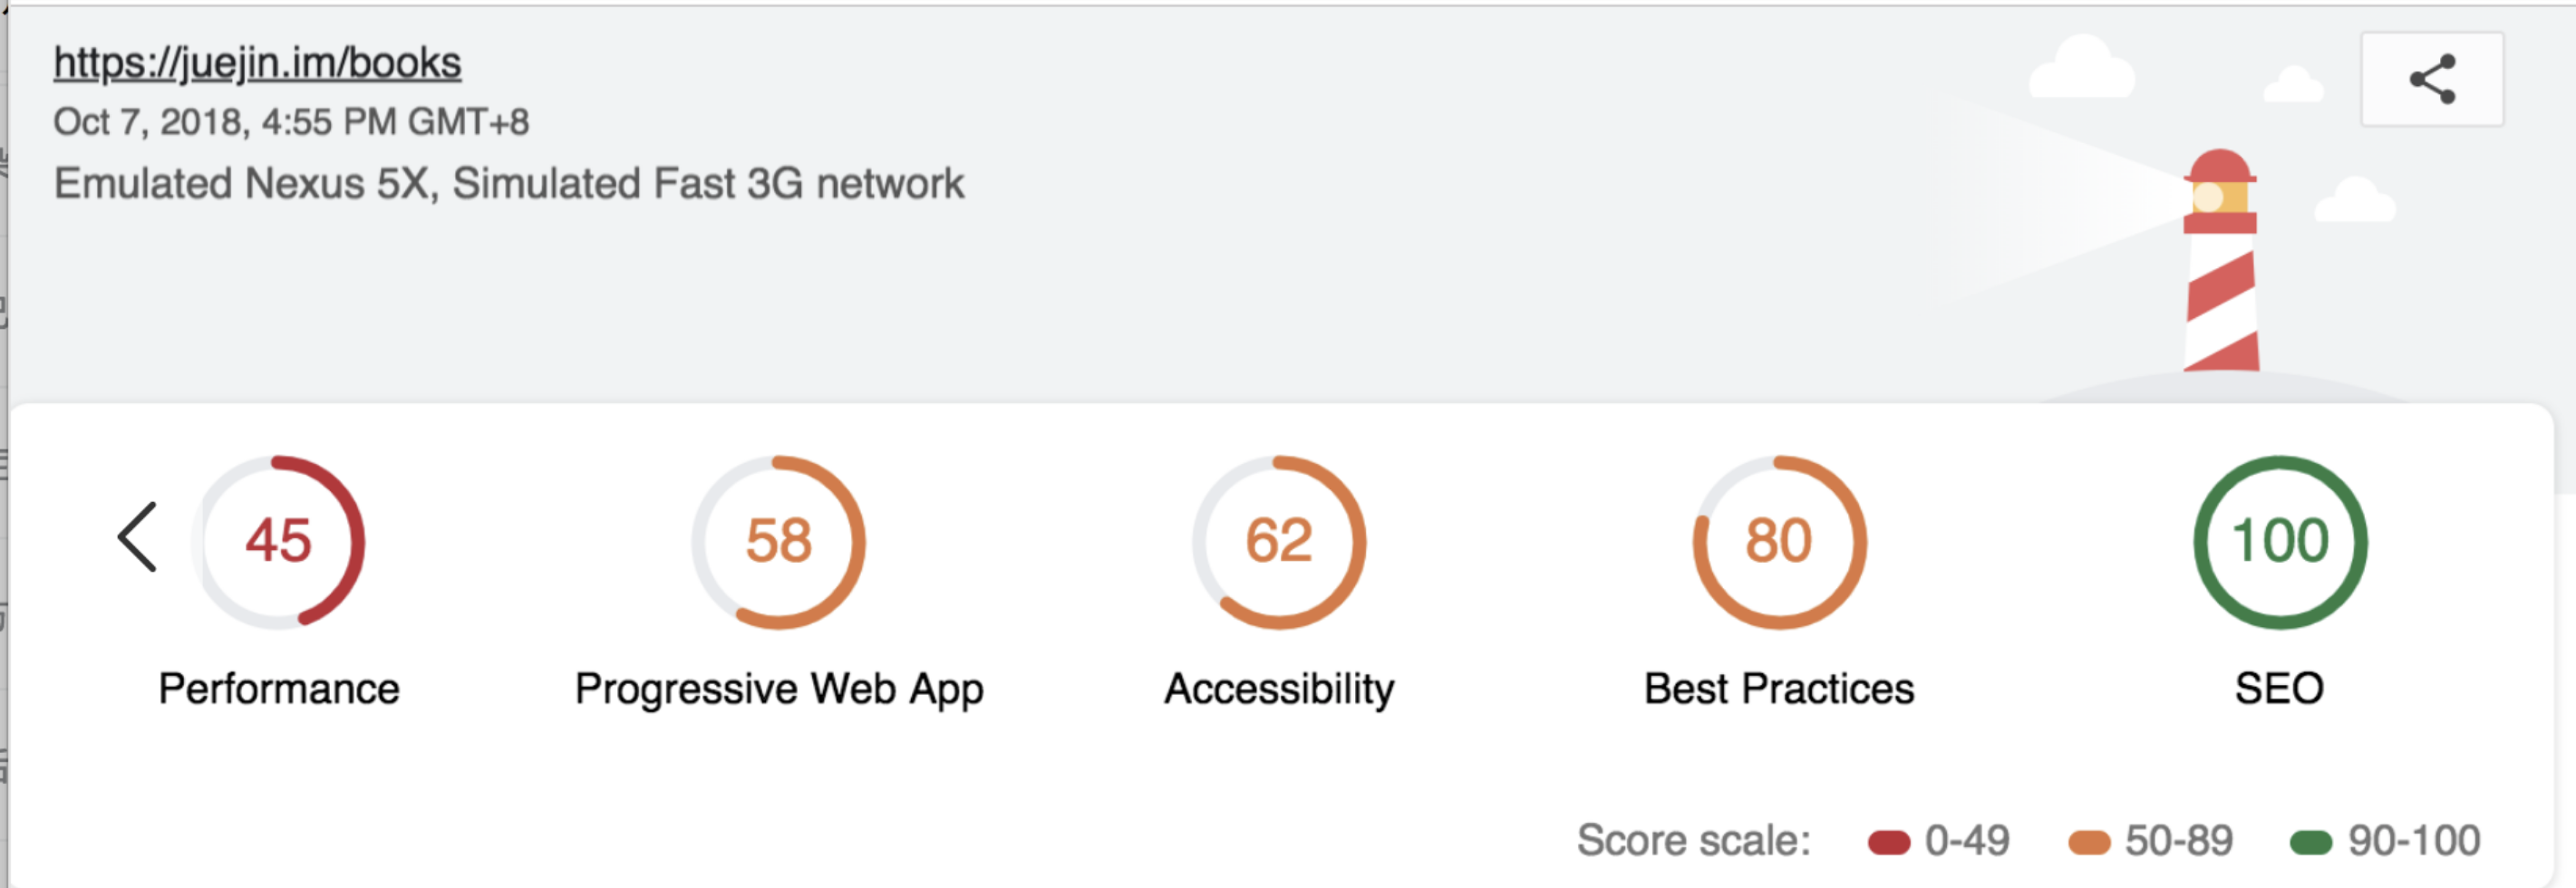 https://juejin.im/books
Oct 7, 2018, 4:55 PM GMT+8
Emulated Nexus 5X, Simulated Fast 3G network
45 58 62 80 100
Performance Progressive Web App Accessibility Best Practices SEO
Score scale: 0-49 50-89 90-100